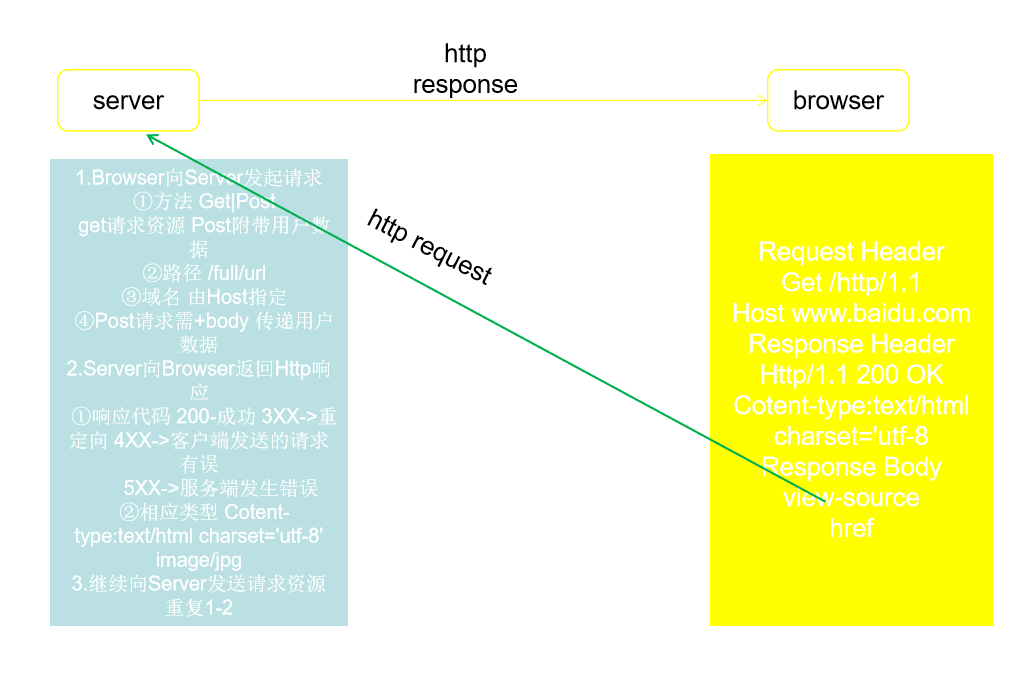 http
response
server
browser
http request
1.Browser向Server发起请求
①方法 Get|Post
get请求资源 Post附带用户数
据
②路径 /full/url
③域名 由Host指定
④Post请求需+body 传递用户
数据
2.Server向Browser返回Http响
应
①响应代码 200-成功 3XX->重
定向 4XX->客户端发送的请求
有误
5XX->服务端发生错误
②相应类型 Cotent-
type:text/html charset='utf-8'
image/jpg
3.继续向Server发送请求资源
重复1-2
Request Header
Get /http/1.1
Host www.baidu.com
Response Header
Http/1.1 200 OK
Cotent-type:text/html
charset='utf-8
Response Body
view-source
href